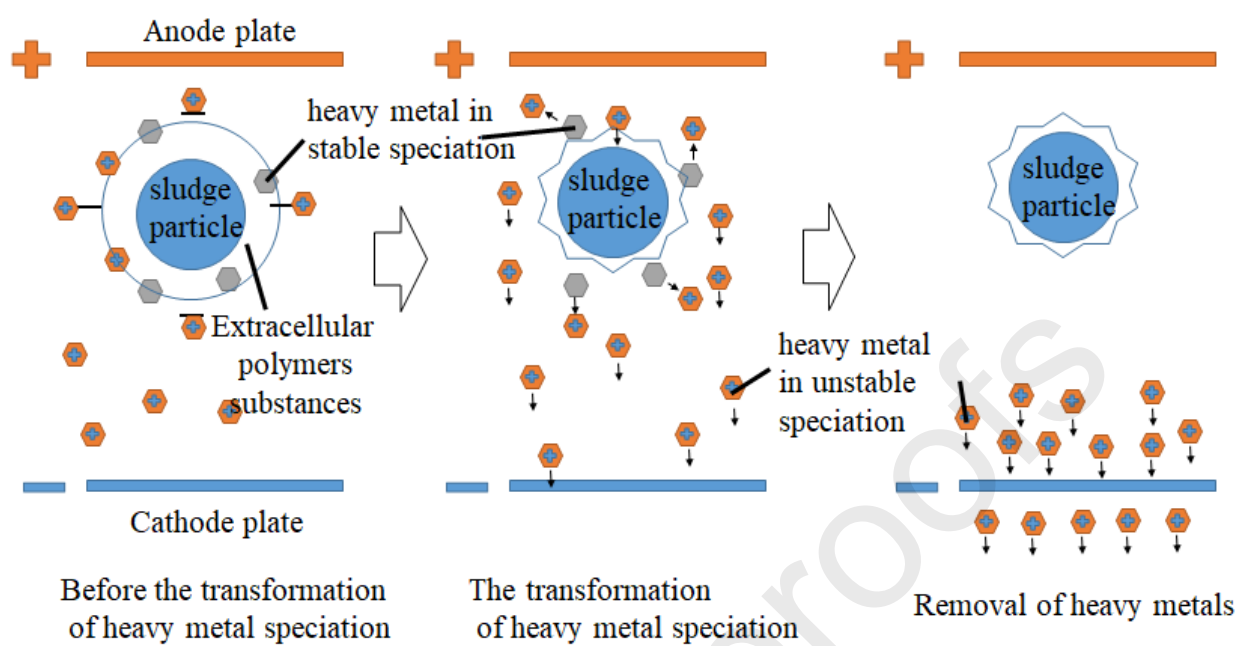 Anode plate
heavy metal in
stable speciation
sludge
particle
sludge
particle
sludge
particle
Extracellular
polymers
substances
heavy metal
in unstable
speciation
Cathode plate
Before the transformation
of heavy metal speciation
The transformation
of heavy metal speciation
Removal of heavy metals
roofs